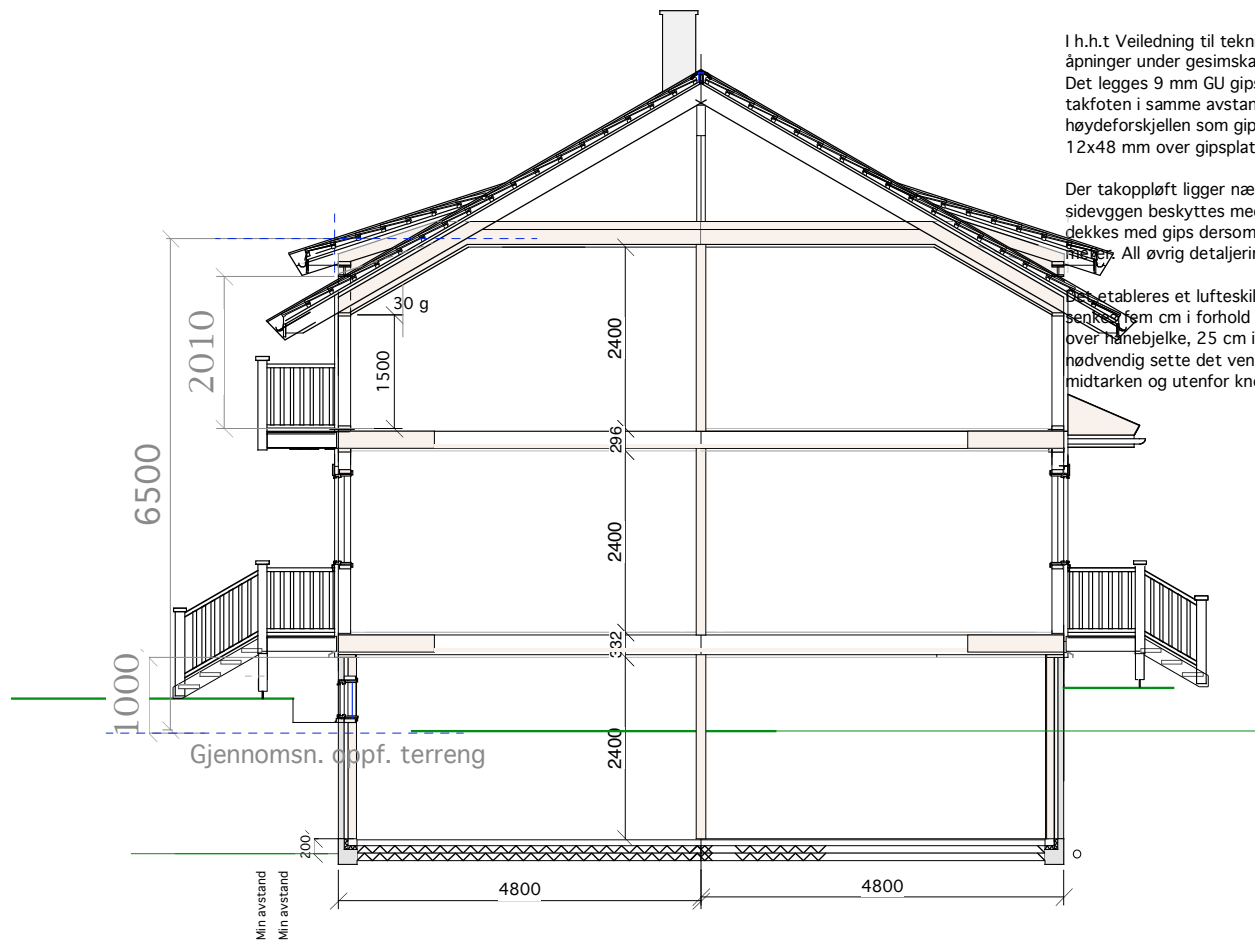 I h.h.t Veiledning til tekn
åpninger under gesimska
Det legges 9 mm GU gips
takfoten i samme avstan
høydeforskjellen som gip
12x48 mm over gipsplat
Der takoppløft ligger næ
sidevggen beskyttes med
dekkes med gips dersom
meter. All øvrig detaljerin
Det etableres et lufteskil
senkes fem cm i forhold
over hanebjelke, 25 cm i
nødvendig sette det ven
midtarken og utenfor kne
30 g
2010
1500
2400
296
6500
2400
332
1000
Gjennomsn. oppf. terreng
2400
200
4800
4800
Min avstand
Min avstand